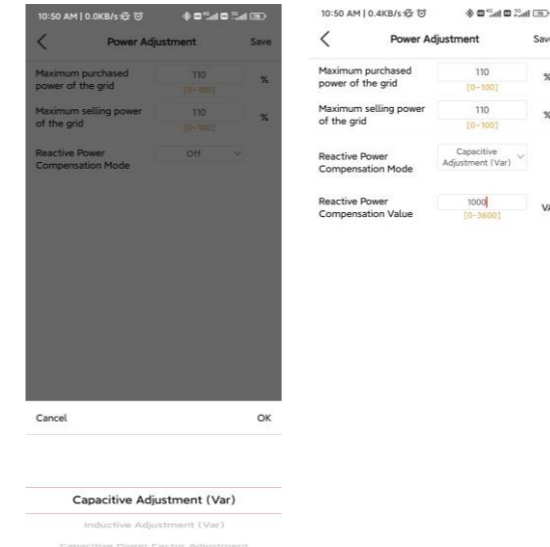 10:50 AM | 0.0KB/s
Power Adjustment
Save
Maximum purchased
power of the grid
110
[0~100]
%
Maximum selling power
of the grid
110
[0~100]
%
Reactive Power
Compensation Mode
Off
Cancel
OK
Capacitive Adjustment (Var)
Inductive Adjustment (Var)
Capacitive Power Factor Adjustment
10:50 AM | 0.4KB/s
Power Adjustment
Maximum purchased
power of the grid
110
[0~100]
Maximum selling power
of the grid
110
[0~100]
Reactive Power
Compensation Mode
Capacitive
Adjustment (Var)
Reactive Power
Compensation Value
1000
[0~3600]